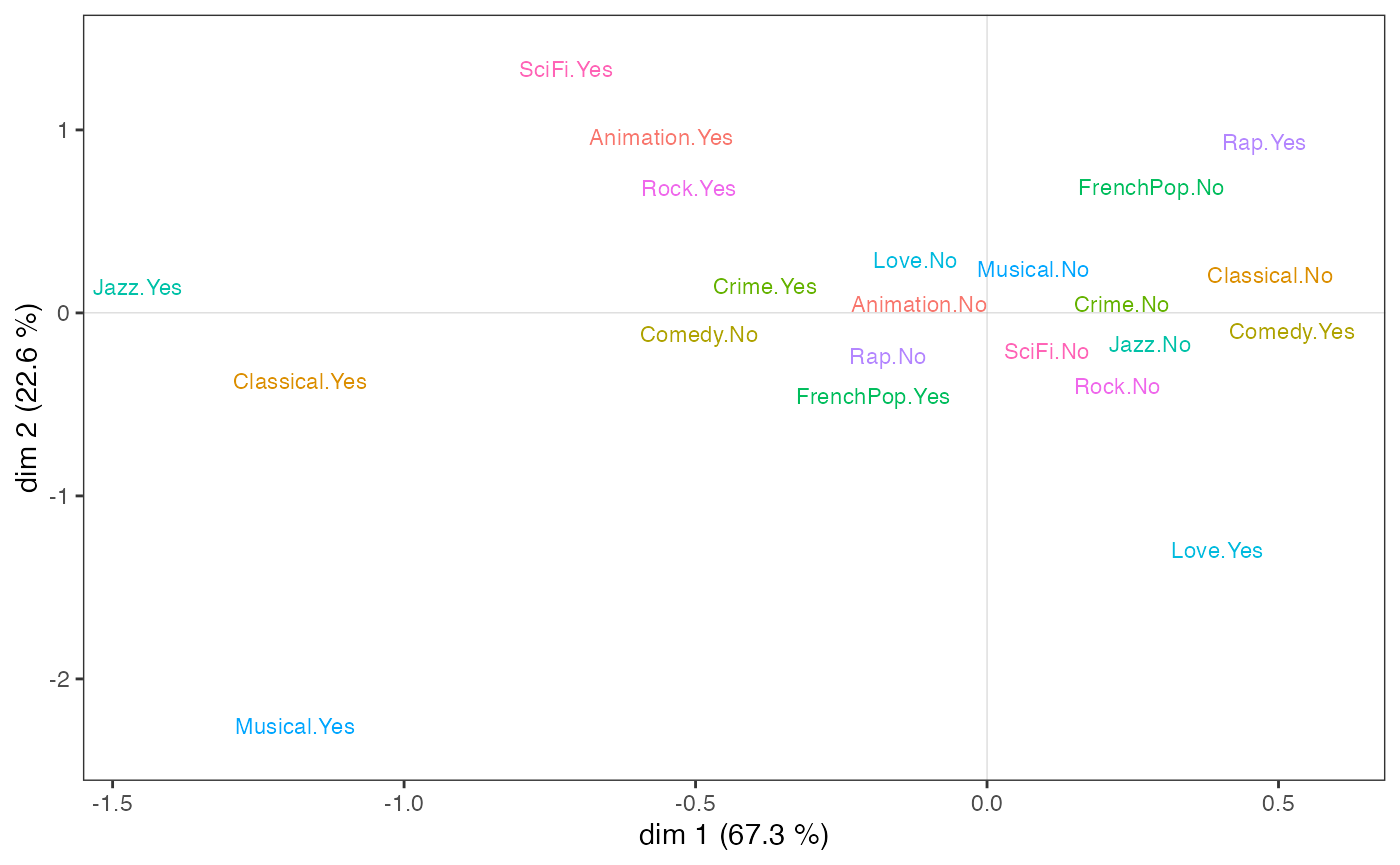 SciFi.Yes
1
Animation.Yes
Rap.Yes
Rock.Yes
FrenchPop.No
Love.No
Musical.No
Classical.No
Jazz.Yes
Crime.Yes
Animation.No
Crime.No
0
Comedy.No
Comedy.Yes
Rap.No
SciFi.No
Jazz.No
Classical.Yes
FrenchPop.Yes
Rock.No
-1
Love.Yes
-2
Musical.Yes
dim 2 (22.6 %)
-1.5 -1.0 -0.5 0.0 0.5
dim 1 (67.3 %)